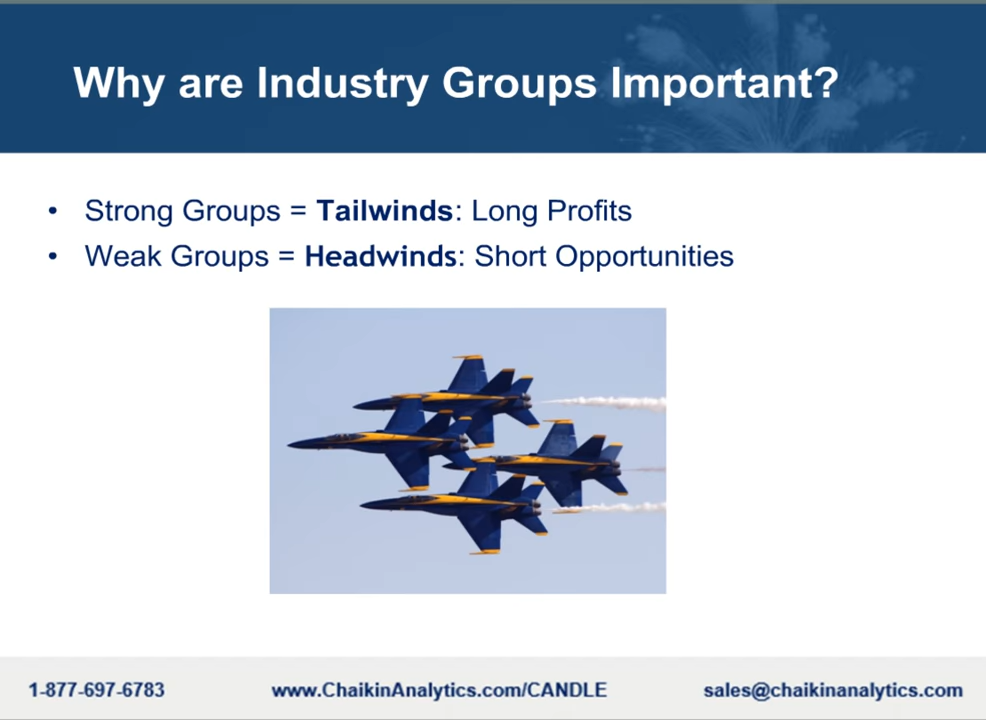 Why are Industry Groups Important?
• Strong Groups = Tailwinds: Long Profits
• Weak Groups = Headwinds: Short Opportunities
1-877-697-6783 www.ChaikinAnalytics.com/CANDLE sales@chaikinanalytics.com